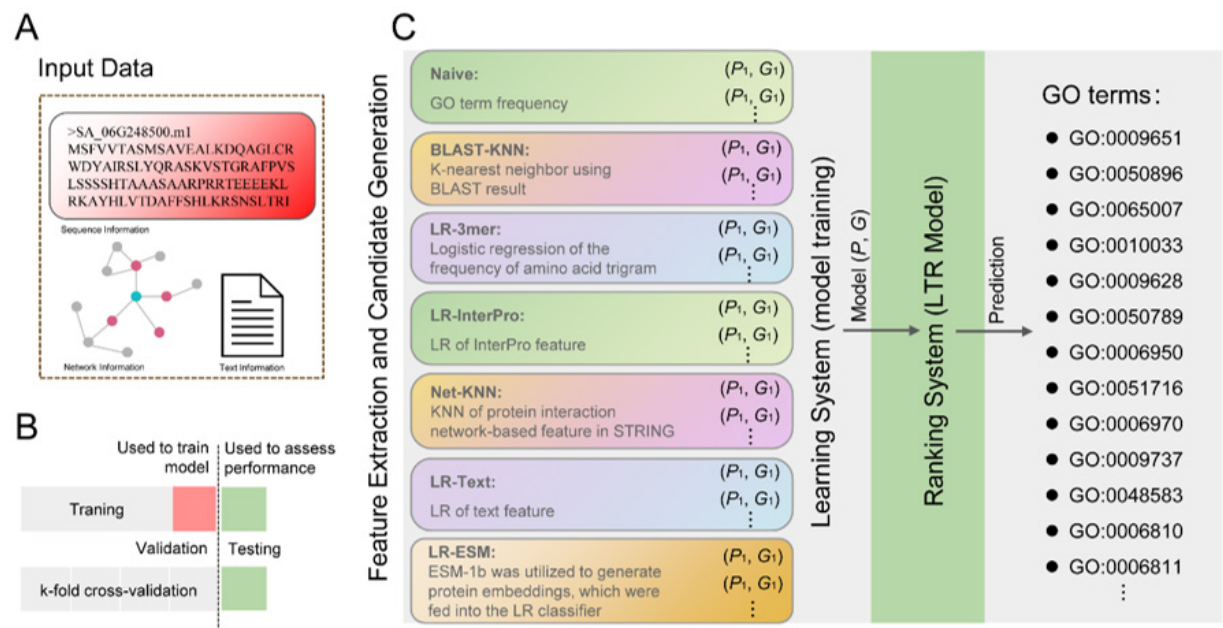 A
Input Data
>SA_06G248500.m1
MSFVVTASMSAVEALKDQAGLCR
WDYAIRSLYQRASKVSTGRAFPVS
LSSSSHTAAASAARPRRTEEEEKL
RKAYHLVTDAFFSHLKRSNSLTRI
Sequence Information
Network Information
Text Information
B
Used to train
model
Used to assess
performance
Traning
Validation
Testing
k-fold cross-validation
C
Feature Extraction and Candidate Generation
Naive:
GO term frequency
(P1, G1)
(P1, G1)
⋮
BLAST-KNN:
K-nearest neighbor using
BLAST result
(P1, G1)
(P1, G1)
⋮
LR-3mer:
Logistic regression of the
frequency of amino acid trigram
(P1, G1)
(P1, G1)
⋮
LR-InterPro:
LR of InterPro feature
(P1, G1)
(P1, G1)
⋮
Net-KNN:
KNN of protein interaction
network-based feature in STRING
(P1, G1)
(P1, G1)
⋮
LR-Text:
LR of text feature
(P1, G1)
(P1, G1)
⋮
LR-ESM:
ESM-1b was utilized to generate
protein embeddings, which were
fed into the LR classifier
(P1, G1)
(P1, G1)
⋮
Learning System (model training)
Model (P, G)
Ranking System (LTR Model)
Prediction
GO terms:
● GO:0009651
● GO:0050896
● GO:0065007
● GO:0010033
● GO:0009628
● GO:0050789
● GO:0006950
● GO:0051716
● GO:0006970
● GO:0009737
● GO:0048583
● GO:0006810
● GO:0006811
⋮